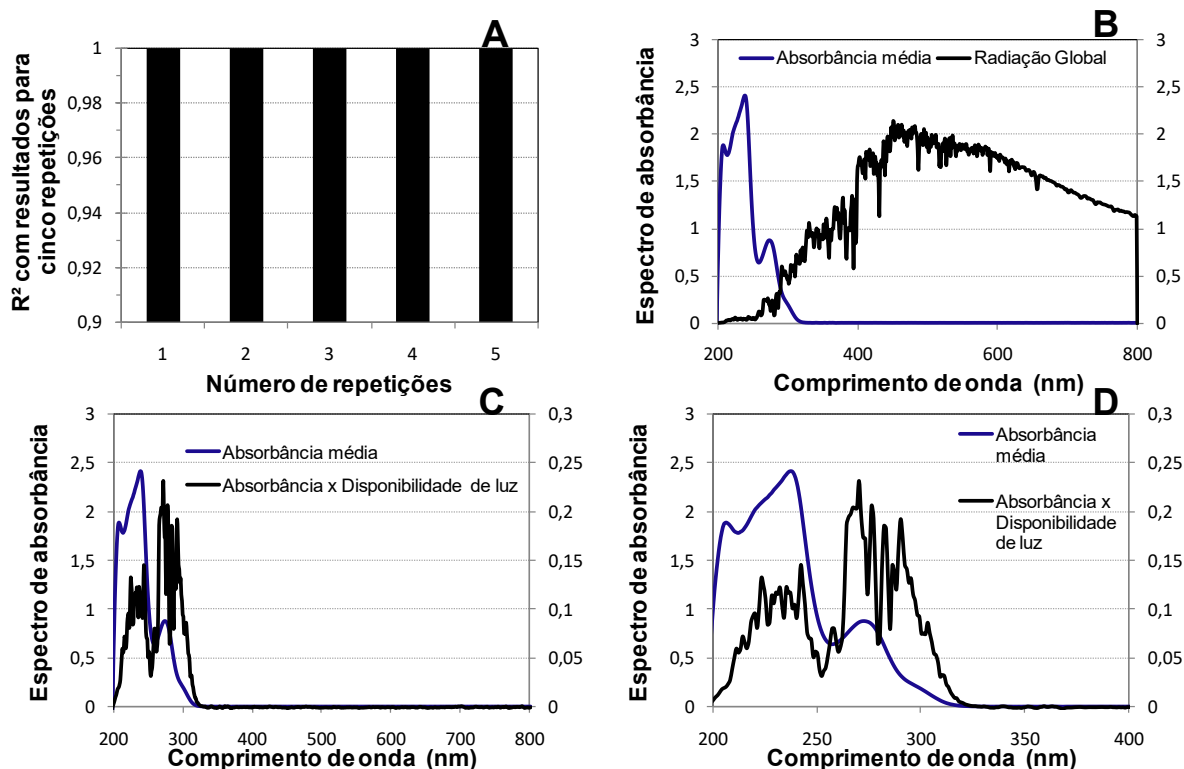 A
R² com resultados para
cinco repetições
1
0,98
0,96
0,94
0,92
0,9
1 2 3 4 5
Número de repetições
B
Espectro de absorbância
3
2,5
2
1,5
1
0,5
0
Absorbância média Radiação Global
3
2,5
2
1,5
1
0,5
0
200 400 600 800
Comprimento de onda (nm)
C
Espectro de absorbância
3
2,5
2
1,5
1
0,5
0
Absorbância média
Absorbância x Disponibilidade de luz
0,3
0,25
0,2
0,15
0,1
0,05
0
200 300 400 500 600 700 800
Comprimento de onda (nm)
D
Espectro de absorbância
3
2,5
2
1,5
1
0,5
0
Absorbância
média
Absorbância x
Disponibilidade
de luz
0,3
0,25
0,2
0,15
0,1
0,05
0
200 250 300 350 400
Comprimento de onda (nm)